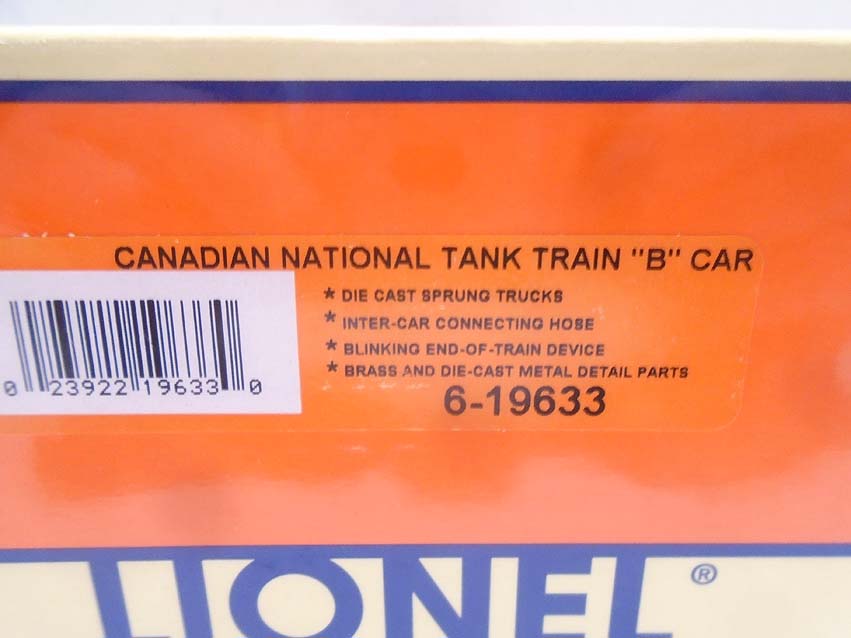 CANADIAN NATIONAL TANK TRAIN "B" CAR
* DIE CAST SPRUNG TRUCKS
* INTER-CAR CONNECTING HOSE
* BLINKING END-OF-TRAIN DEVICE
* BRASS AND DIE-CAST METAL DETAIL PARTS
6-19633
0 23922 19633 0
LIONEL ®